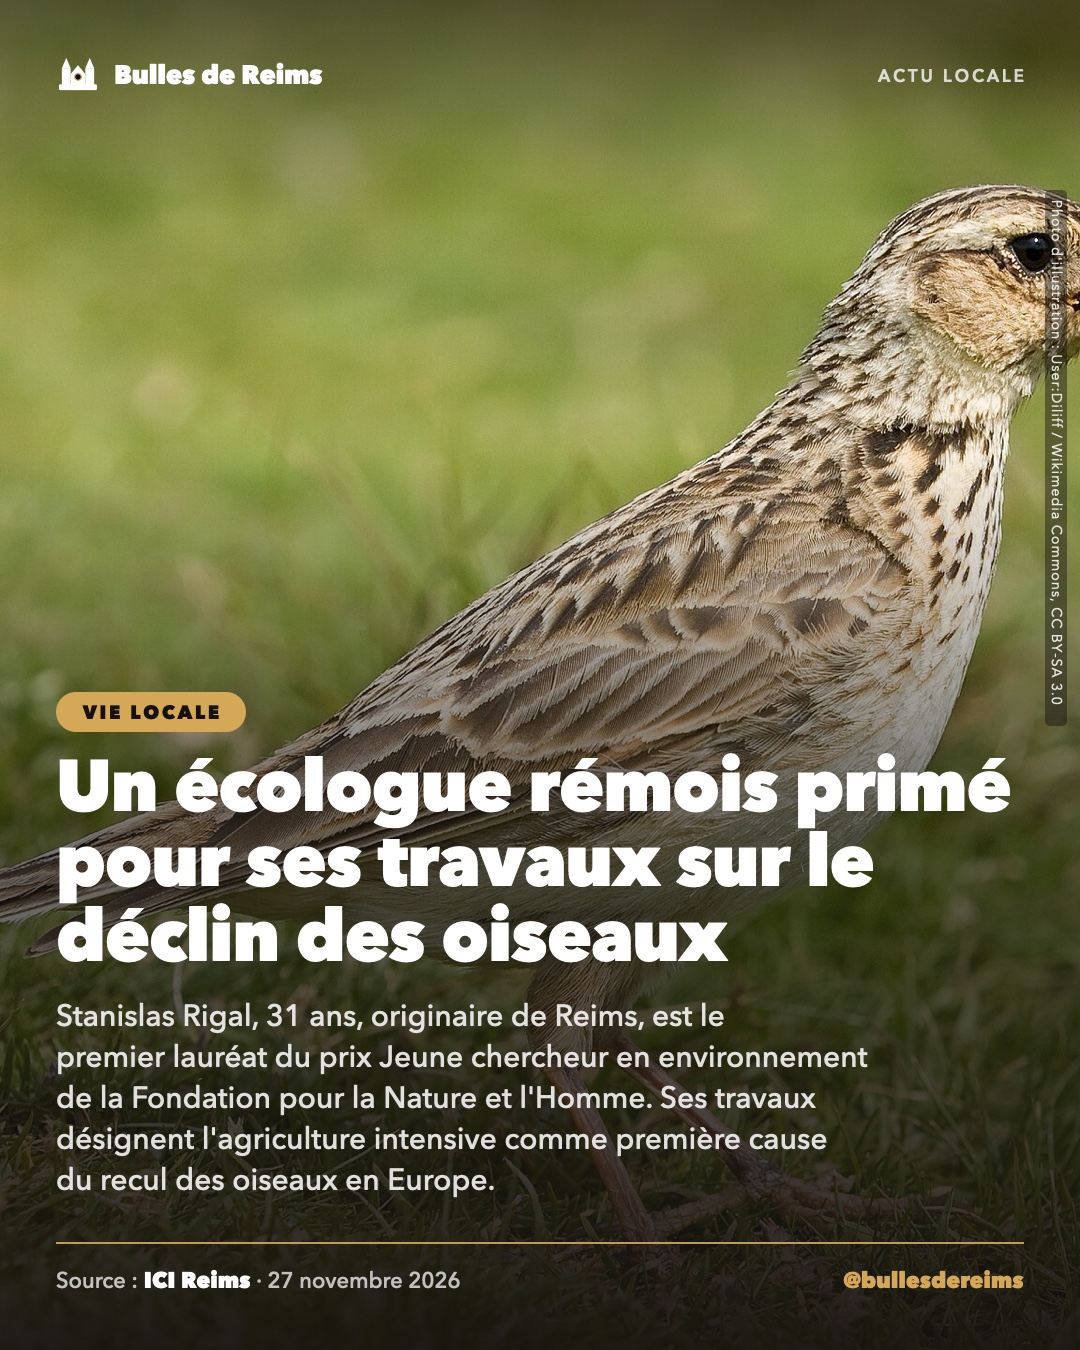 Bulles de Reims
ACTU LOCALE
Photo d'illustration : User:Diliff / Wikimedia Commons, CC BY-SA 3.0
VIE LOCALE
Un écologue rémois primé
pour ses travaux sur le
déclin des oiseaux
Stanislas Rigal, 31 ans, originaire de Reims, est le
premier lauréat du prix Jeune chercheur en environnement
de la Fondation pour la Nature et l'Homme. Ses travaux
désignent l'agriculture intensive comme première cause
du recul des oiseaux en Europe.
Source : ICI Reims · 27 novembre 2026
@bullesdereims